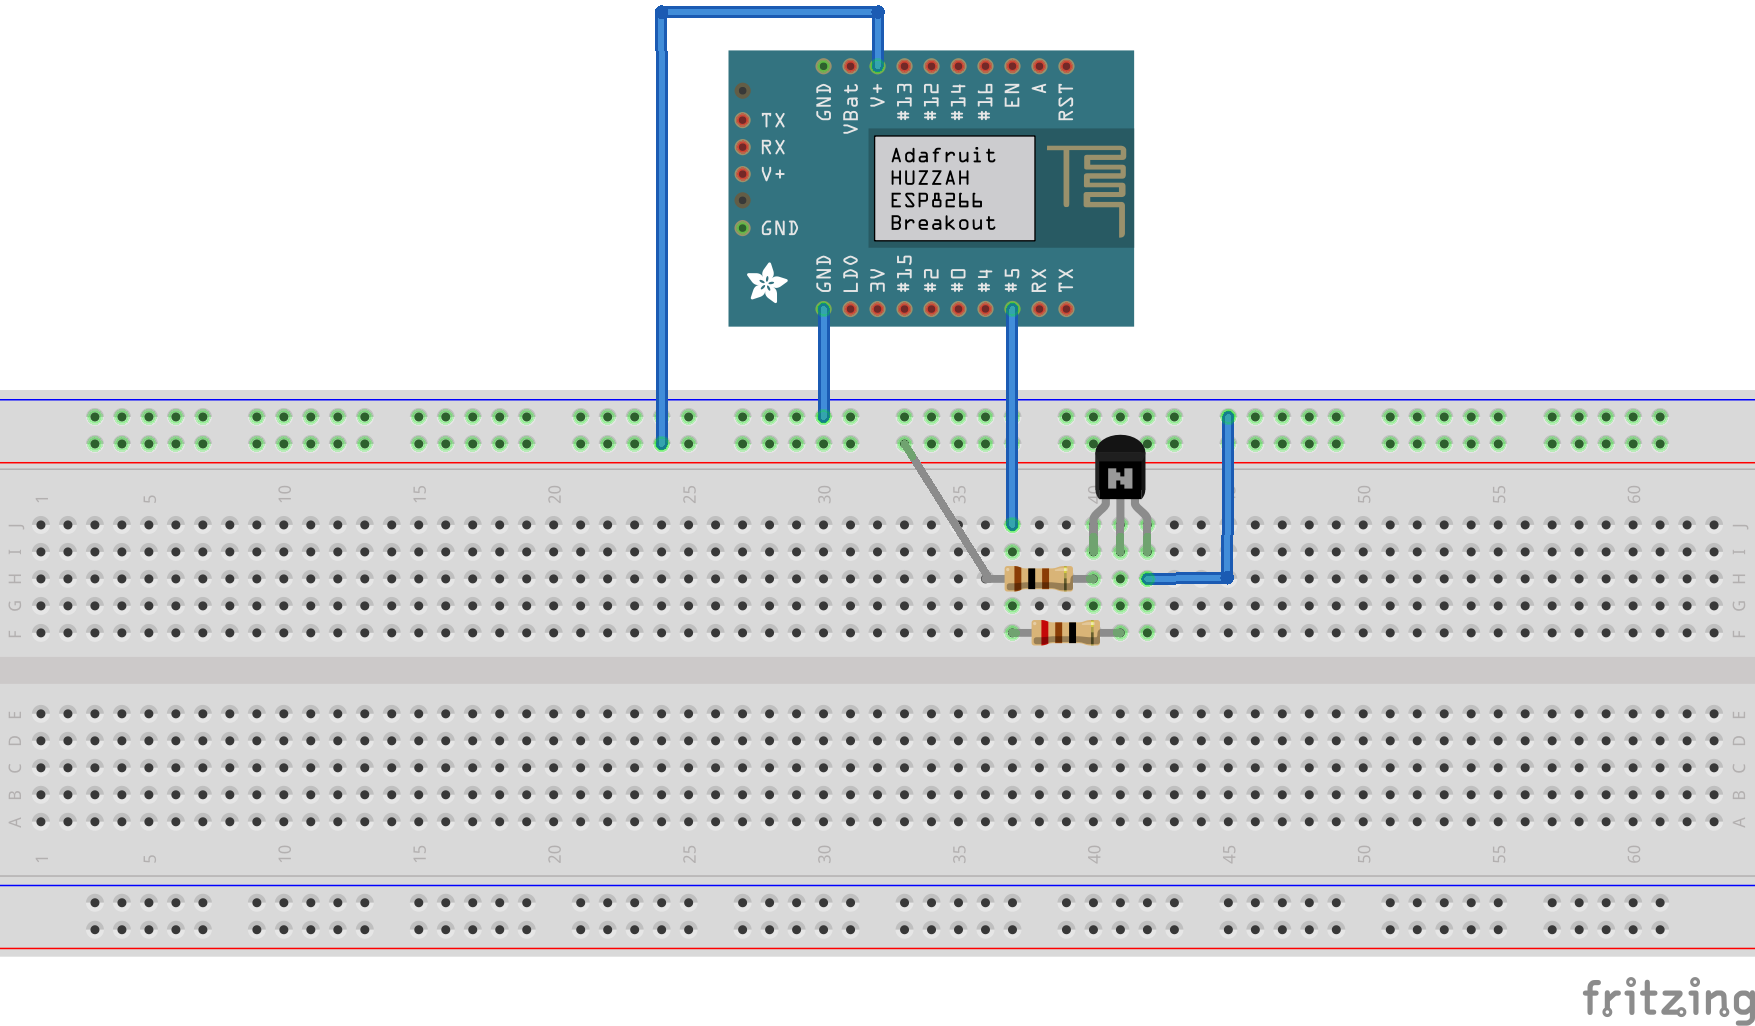 GND VBat V+ #13 #12 #14 #16 EN A RST
TX
RX
V+
GND
Adafruit
HUZZAH
ESP8266
Breakout
GND LDO 3V #15 #2 #0 #4 #5 RX TX
N
1 5 10 15 20 25 30 35 40 45 50 55 60
J J
I I
H H
G G
F F
E E
D D
C C
B B
A A
1 5 10 15 20 25 30 35 40 45 50 55 60
fritzing